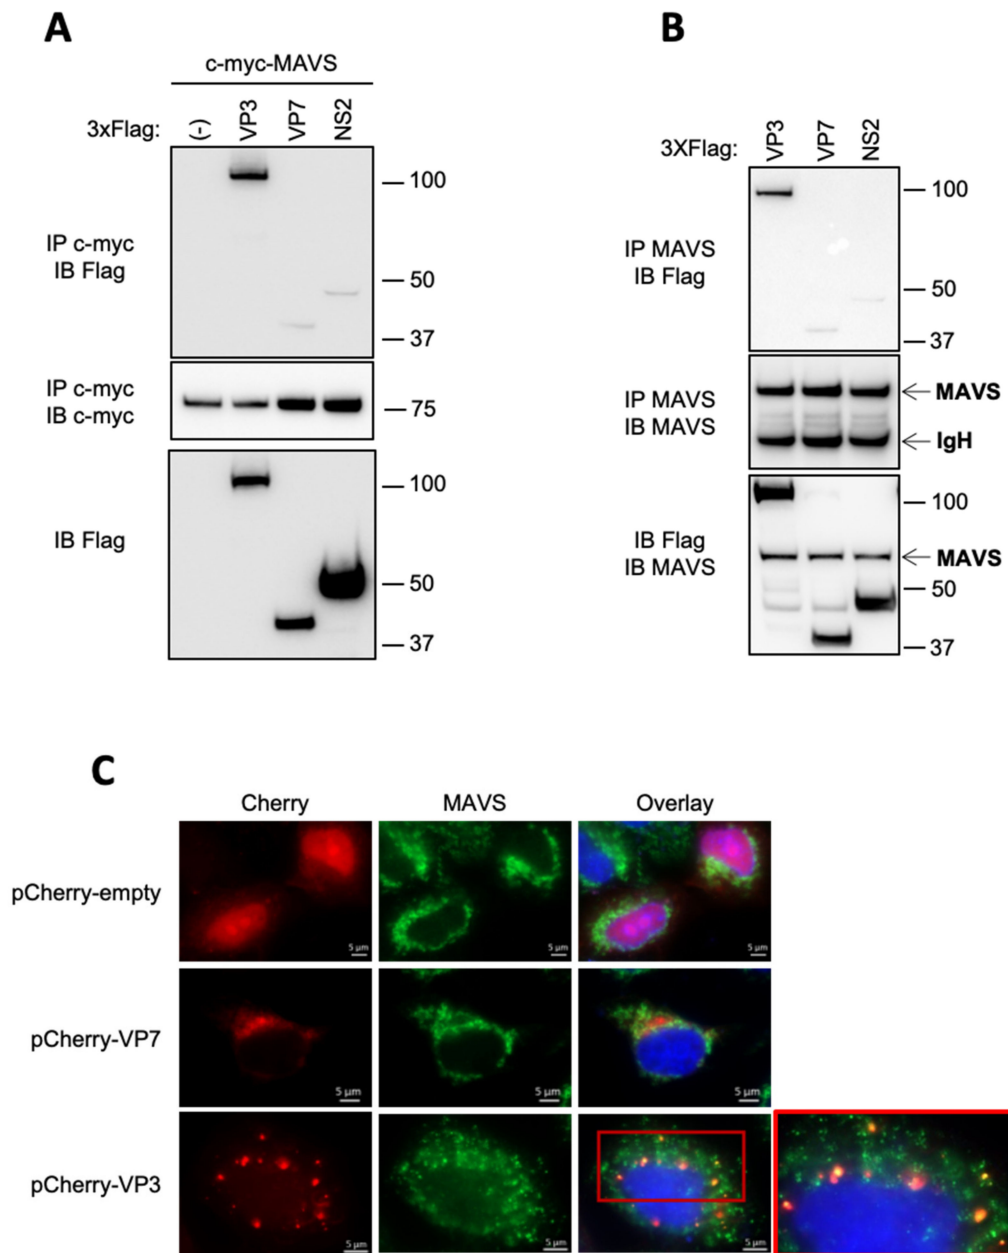 A
c-myc-MAVS
3xFlag:
(-)
VP3
VP7
NS2
IP c-myc
IB Flag
100
50
37
IP c-myc
IB c-myc
75
IB Flag
100
50
37
B
3XFlag:
VP3
VP7
NS2
IP MAVS
IB Flag
100
50
37
IP MAVS
IB MAVS
MAVS
IgH
IB Flag
IB MAVS
100
MAVS
50
37
C
Cherry MAVS Overlay
pCherry-empty
5 µm 5 µm 5 µm
pCherry-VP7
5 µm 5 µm 5 µm
pCherry-VP3
5 µm 5 µm 5 µm